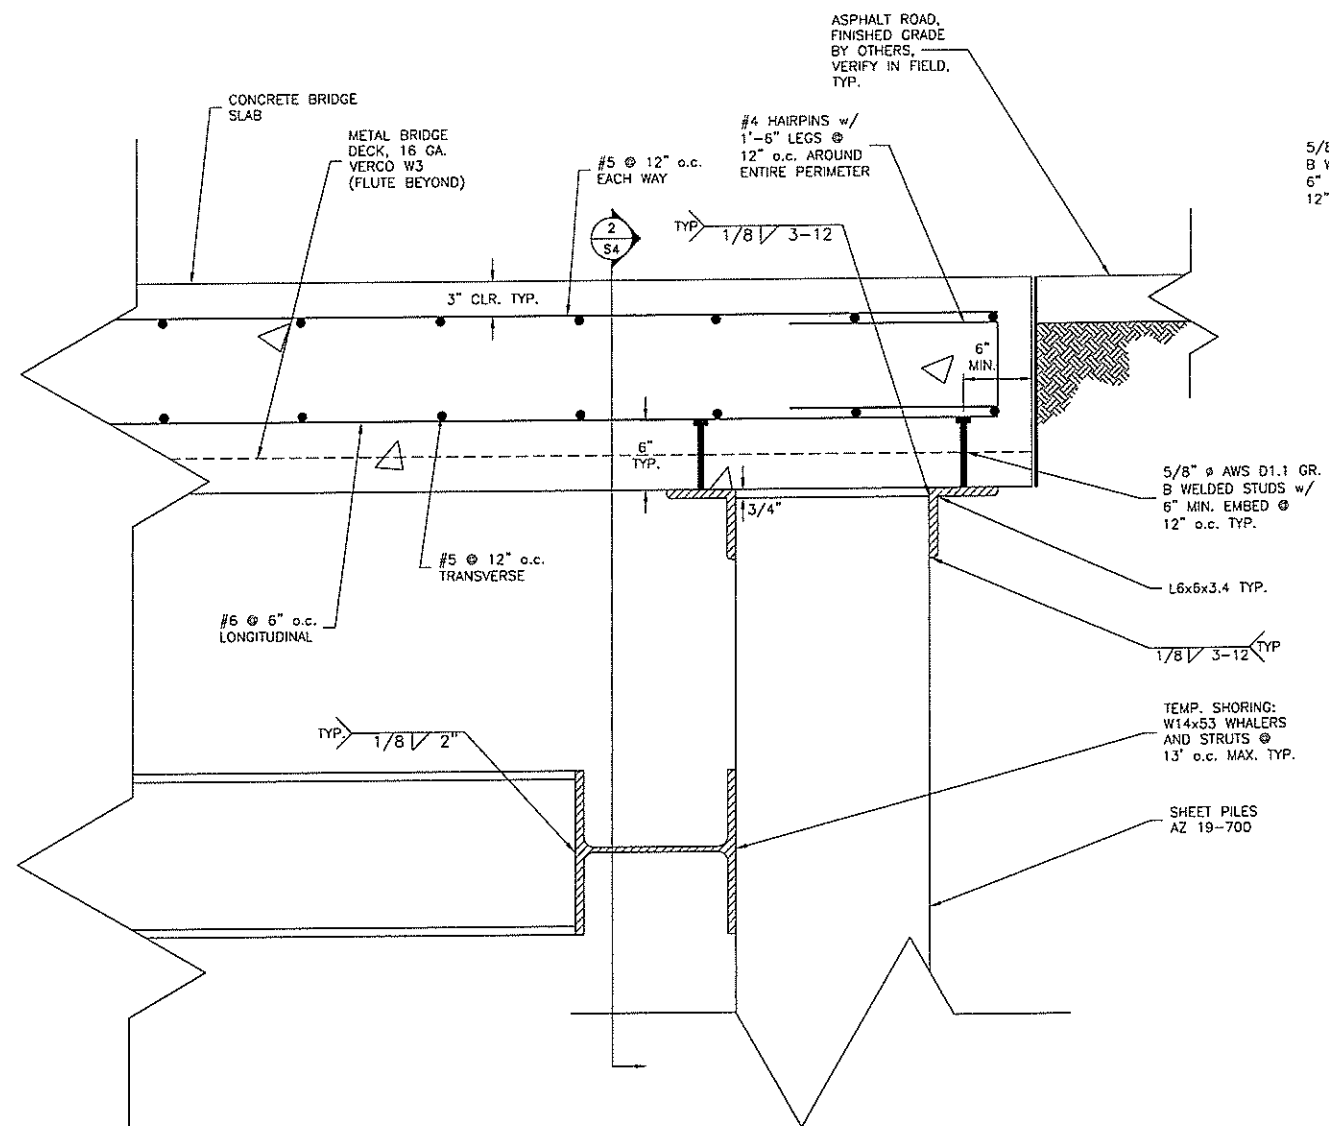 ASPHALT ROAD,
FINISHED GRADE
BY OTHERS,
VERIFY IN FIELD,
TYP.
CONCRETE BRIDGE
SLAB
METAL BRIDGE
DECK, 16 GA.
VERCO W3
(FLUTE BEYOND)
#5 @ 12" o.c.
EACH WAY
#4 HAIRPINS w/
1'-6" LEGS @
12" o.c. AROUND
ENTIRE PERIMETER
5/8
B
6"
12"
2
S4
TYP
1/8 3-12
3" CLR. TYP.
6"
MIN.
6"
TYP.
3/4"
5/8" ø AWS D1.1 GR.
B WELDED STUDS w/
6" MIN. EMBED @
12" o.c. TYP.
#5 @ 12" o.c.
TRANSVERSE
L6x6x3.4 TYP.
#6 @ 6" o.c.
LONGITUDINAL
1/8 3-12 TYP
TEMP. SHORING:
W14x53 WHALERS
AND STRUTS @
13' o.c. MAX. TYP.
TYP.
1/8 2"
SHEET PILES
AZ 19-700